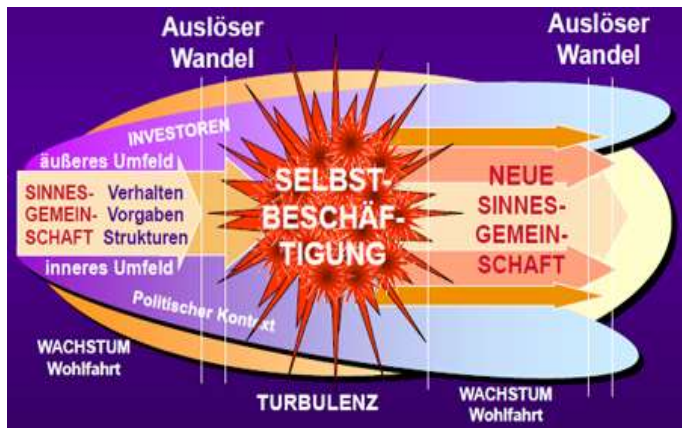 Auslöser
Wandel
Auslöser
Wandel
INVESTOREN
äußeres Umfeld
SINNES- Verhalten
GEMEIN- Vorgaben
SCHAFT Strukturen
inneres Umfeld
Politischer Kontext
WACHSTUM
Wohlfahrt
SELBST-
BESCHÄF-
TIGUNG
TURBULENZ
NEUE
SINNES-
GEMEIN-
SCHAFT
WACHSTUM
Wohlfahrt